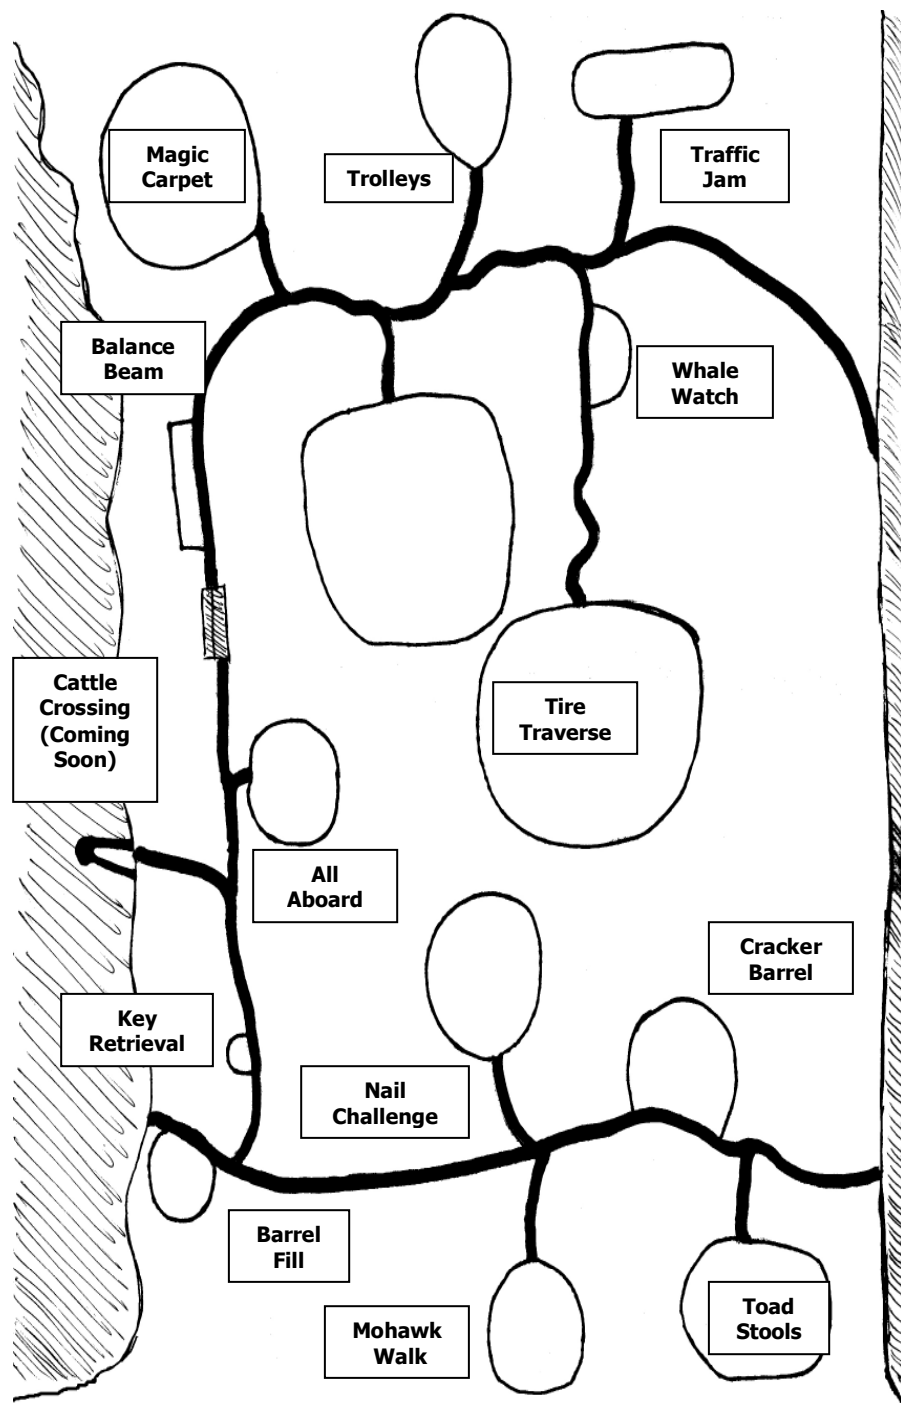 Magic
Carpet
Trolleys
Traffic
Jam
Balance
Beam
Whale
Watch
Cattle
Crossing
(Coming
Soon)
Tire
Traverse
All
Aboard
Cracker
Barrel
Key
Retrieval
Nail
Challenge
Barrel
Fill
Mohawk
Walk
Toad
Stools